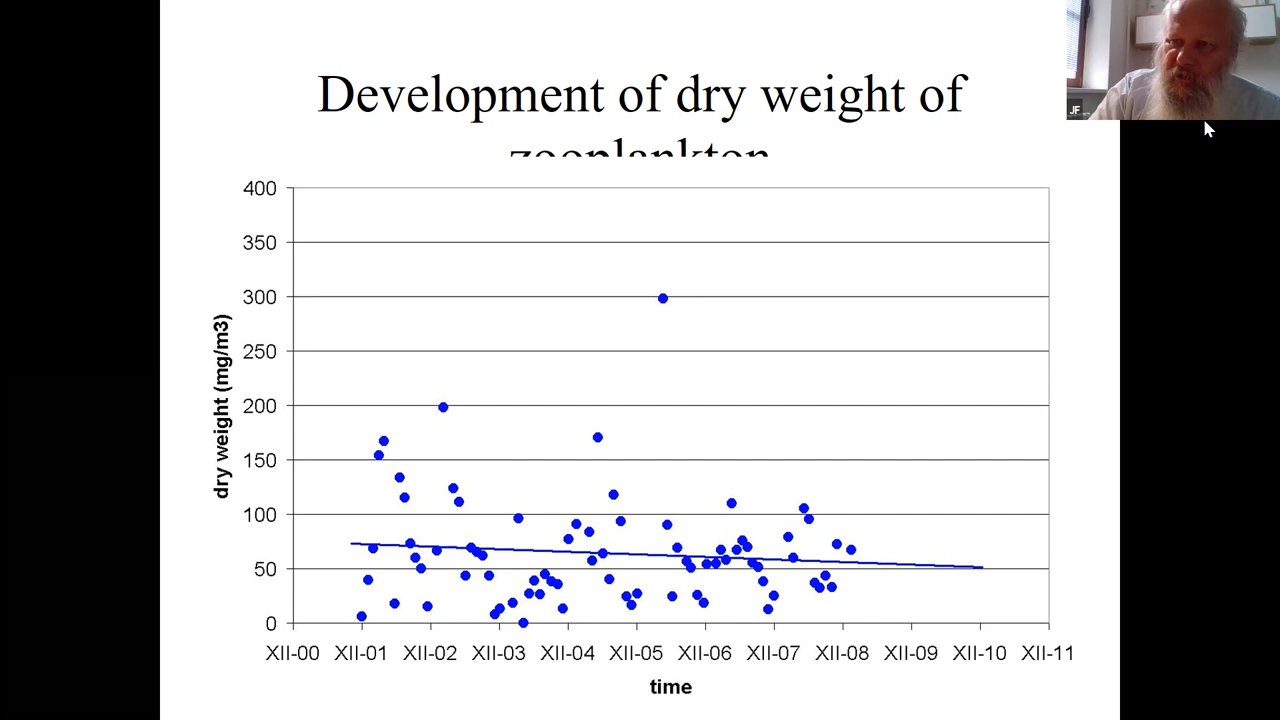 Development of dry weight of
zooplankton
JF
400
350
300
250
200
150
100
50
0
dry weight (mg/m3)
XII-00 XII-01 XII-02 XII-03 XII-04 XII-05 XII-06 XII-07 XII-08 XII-09 XII-10 XII-11
time